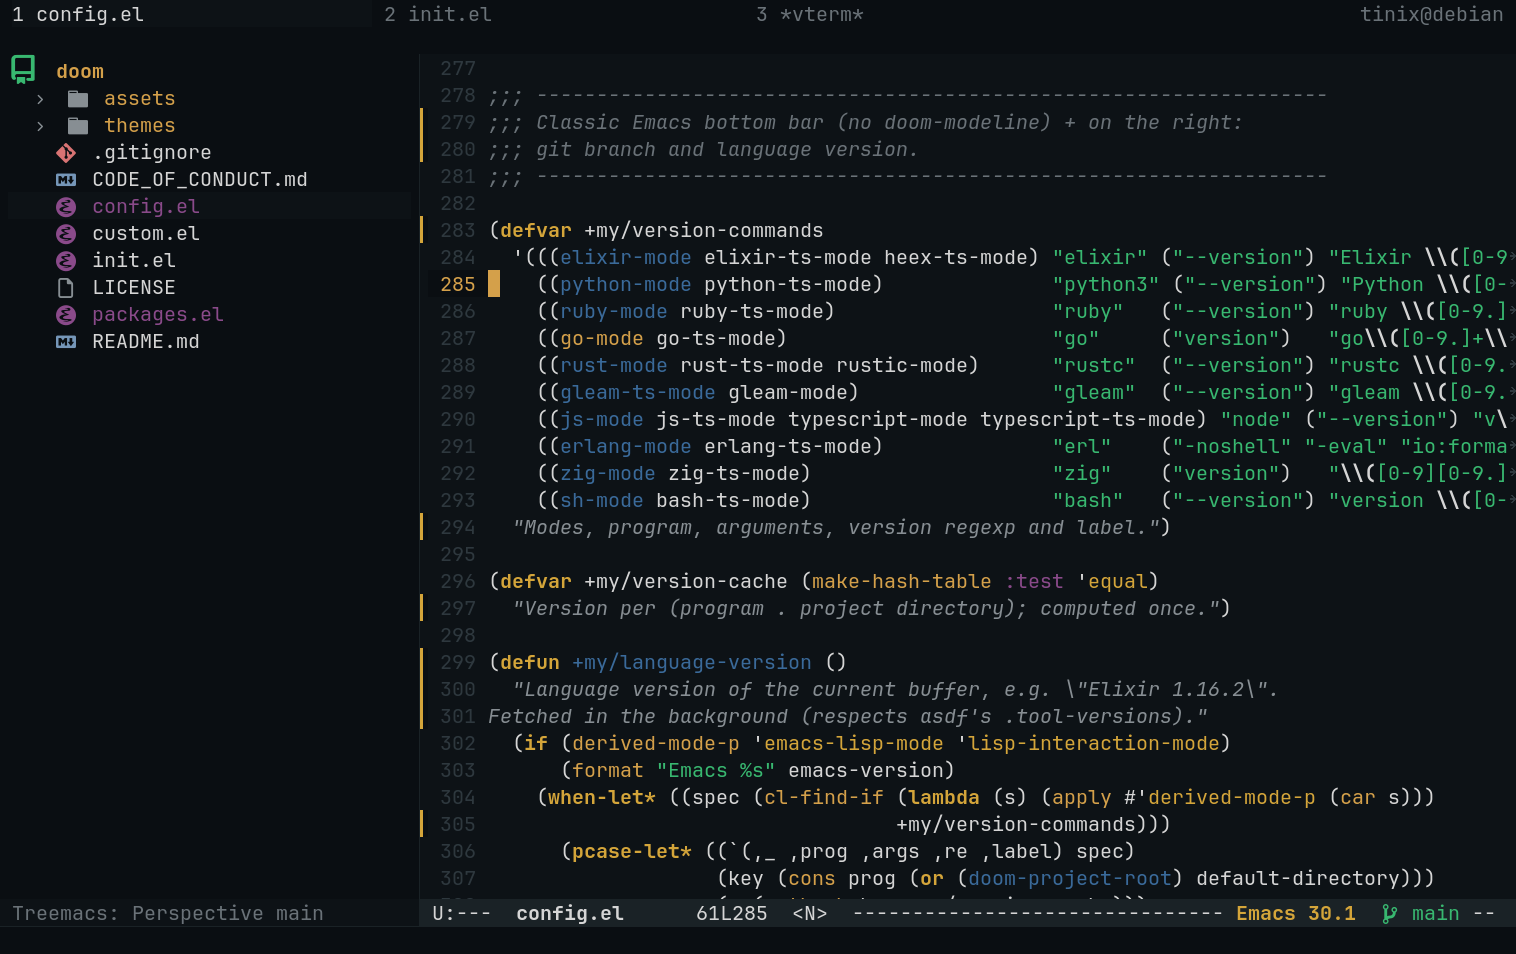 1 config.el 2 init.el 3 *vterm* tinix@debian
doom
assets
themes
.gitignore
CODE_OF_CONDUCT.md
config.el
custom.el
init.el
LICENSE
packages.el
README.md
277
278 ;;; ------------------------------------------------------------------
279 ;;; Classic Emacs bottom bar (no doom-modeline) + on the right:
280 ;;; git branch and language version.
281 ;;; ------------------------------------------------------------------
282
283 (defvar +my/version-commands
284   '(((elixir-mode elixir-ts-mode heex-ts-mode) "elixir" ("--version") "Elixir \\([0-9
285     ((python-mode python-ts-mode)              "python3" ("--version") "Python \\([0-
286     ((ruby-mode ruby-ts-mode)                  "ruby"   ("--version") "ruby \\([0-9.]
287     ((go-mode go-ts-mode)                      "go"     ("version")   "go\\([0-9.]+\\
288     ((rust-mode rust-ts-mode rustic-mode)      "rustc"  ("--version") "rustc \\([0-9.
289     ((gleam-ts-mode gleam-mode)                "gleam"  ("--version") "gleam \\([0-9.
290     ((js-mode js-ts-mode typescript-mode typescript-ts-mode) "node" ("--version") "v\
291     ((erlang-mode erlang-ts-mode)              "erl"    ("-noshell" "-eval" "io:forma
292     ((zig-mode zig-ts-mode)                    "zig"    ("version")   "\\([0-9][0-9.]
293     ((sh-mode bash-ts-mode)                    "bash"   ("--version") "version \\([0-
294   "Modes, program, arguments, version regexp and label.")
295
296 (defvar +my/version-cache (make-hash-table :test 'equal)
297   "Version per (program . project directory); computed once.")
298
299 (defun +my/language-version ()
300   "Language version of the current buffer, e.g. \"Elixir 1.16.2\".
301 Fetched in the background (respects asdf's .tool-versions)."
302   (if (derived-mode-p 'emacs-lisp-mode 'lisp-interaction-mode)
303       (format "Emacs %s" emacs-version)
304     (when-let* ((spec (cl-find-if (lambda (s) (apply #'derived-mode-p (car s)))
305                                   +my/version-commands)))
306       (pcase-let* ((`(,_ ,prog ,args ,re ,label) spec)
307                    (key (cons prog (or (doom-project-root) default-directory)))
Treemacs: Perspective main
U:---  config.el      61L285  <N>  ------------------------------- Emacs 30.1  main --